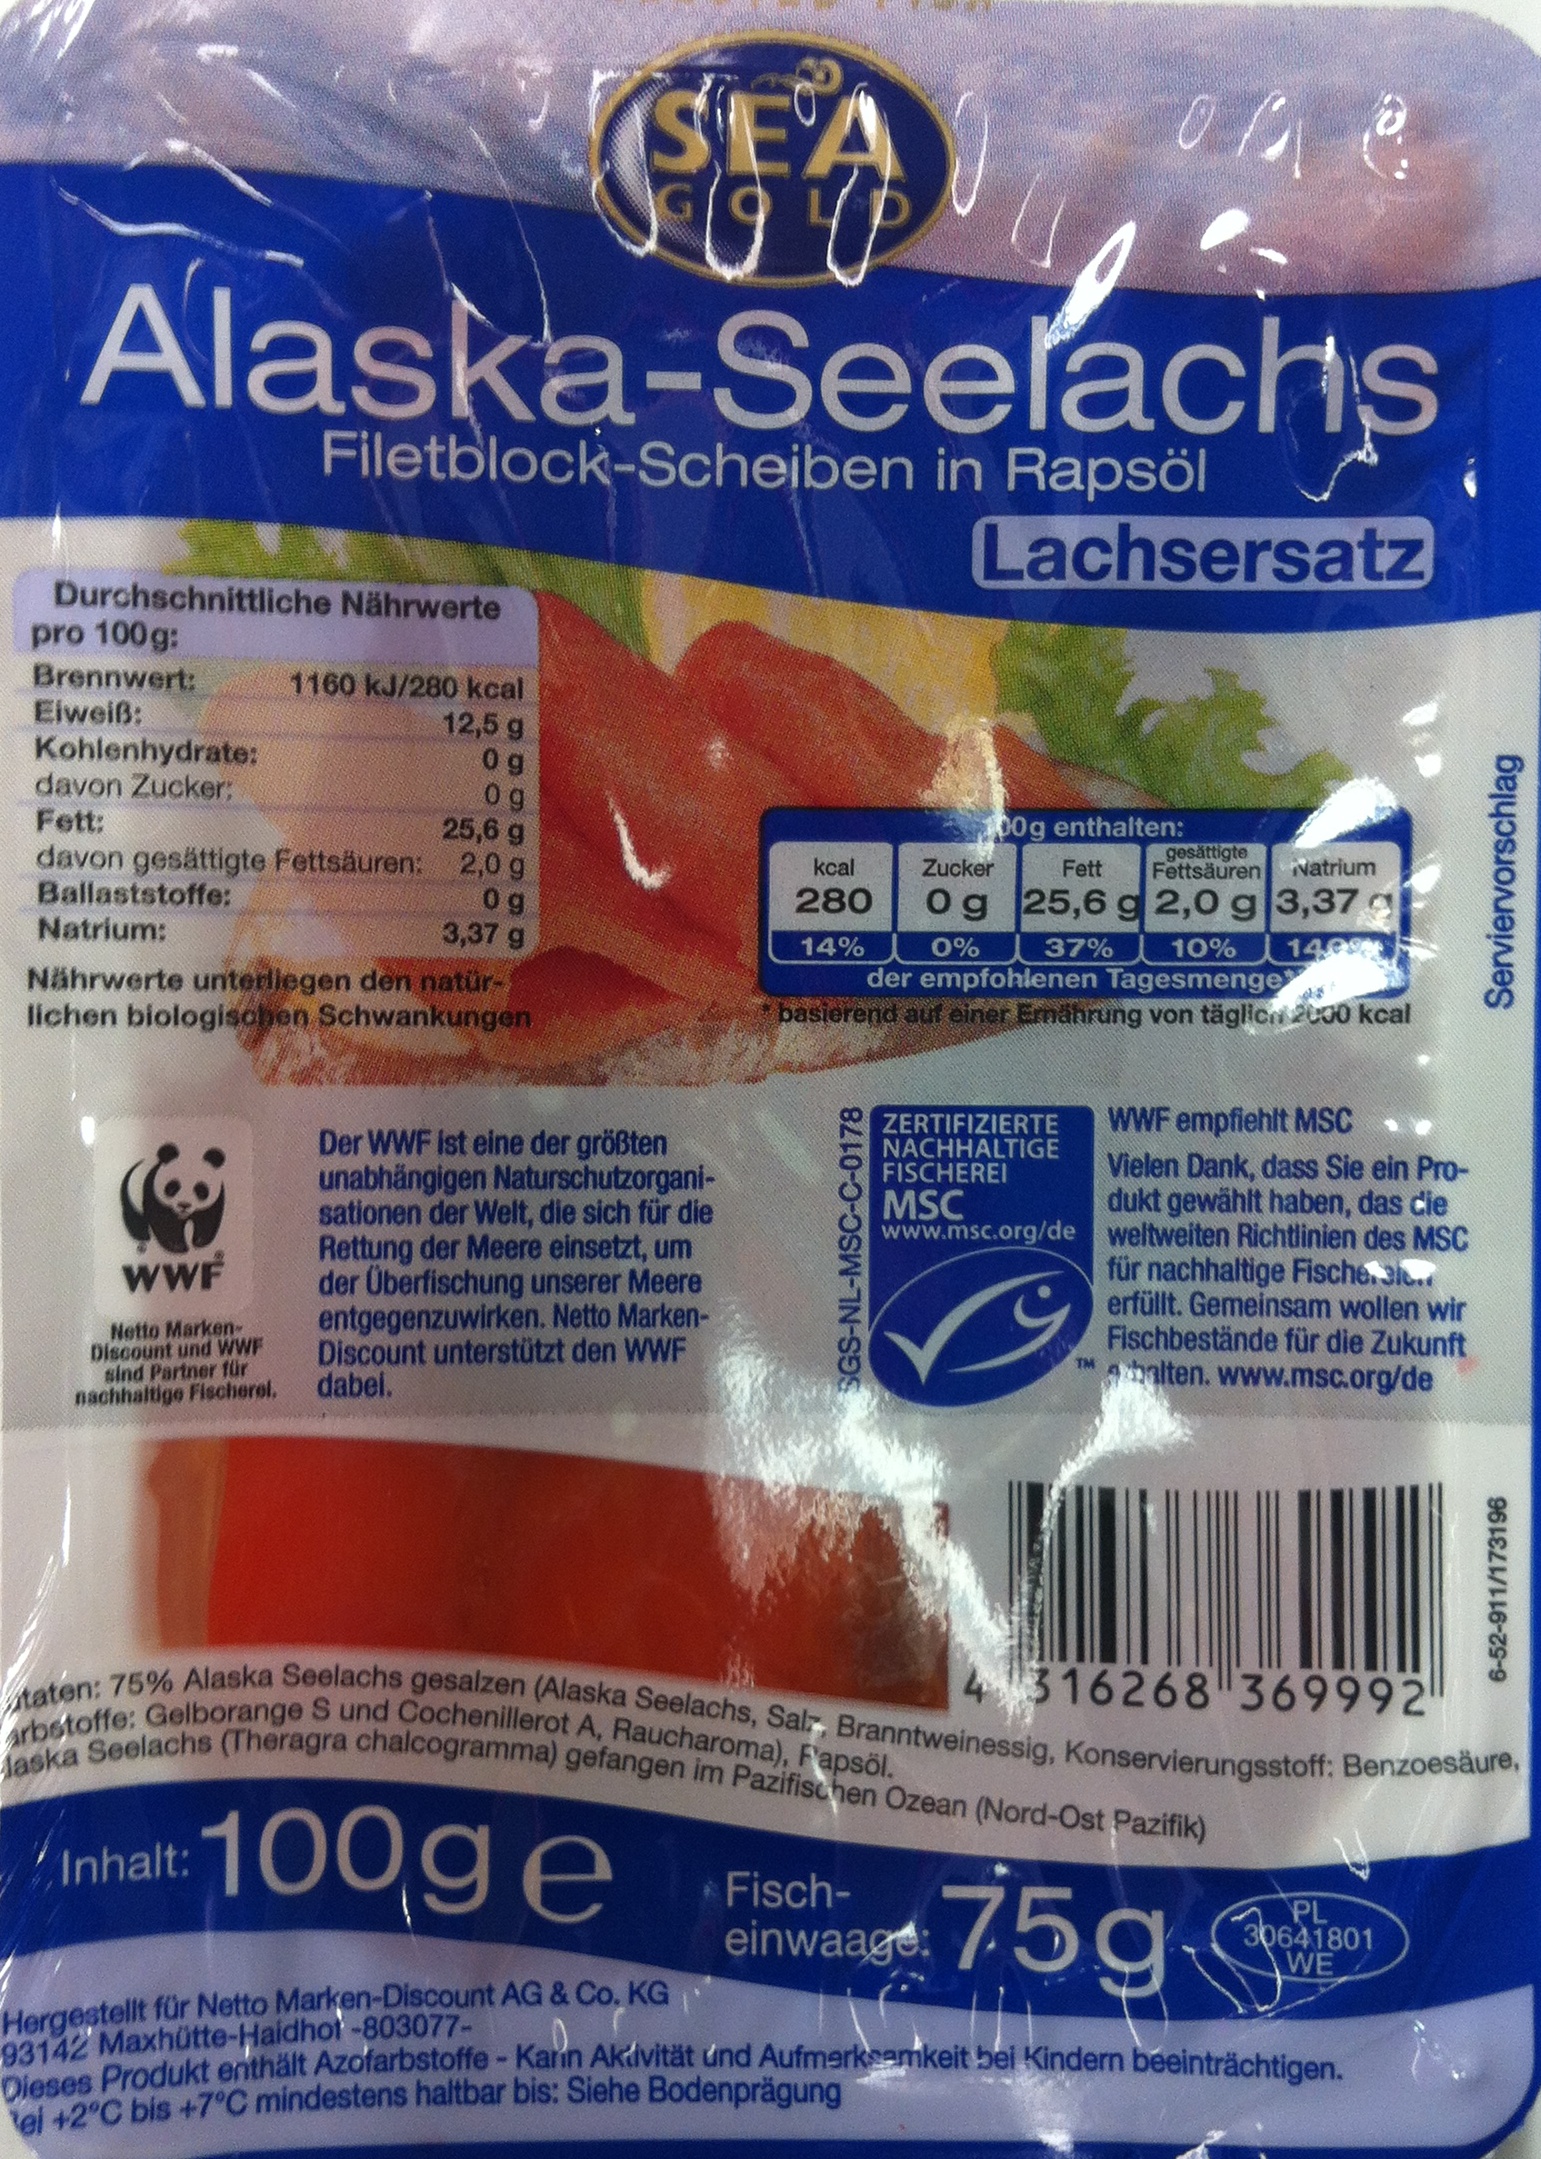 SEA
GOLD
Alaska-Seelachs
Filetblock-Scheiben in Rapsöl
Lachsersatz
Durchschnittliche Nährwerte
pro 100g:
Brennwert: 1160 kJ/280 kcal
Eiweiß: 12,5 g
Kohlenhydrate: 0 g
davon Zucker: 0 g
Fett: 25,6 g
davon gesättigte Fettsäuren: 2,0 g
Ballaststoffe: 0 g
Natrium: 3,37 g
Nährwerte unterliegen den natür-
lichen biologischen Schwankungen
enthalten:
kcal Zucker Fett gesättigte Fettsäuren Natrium
280 0 g 25,6 g 2,0 g 3,37 g
14% 0% 37% 10%
der empfohlenen Tagesmenge*
* basierend auf einer Ernährung von täglich 2000 kcal
Serviervorschlag
WWF
Netto Marken-
Discount und WWF
sind Partner für
nachhaltige Fischerei.
Der WWF ist eine der größten
unabhängigen Naturschutzorgani-
sationen der Welt, die sich für die
Rettung der Meere einsetzt, um
der Überfischung unserer Meere
entgegenzuwirken. Netto Marken-
Discount unterstützt den WWF
dabei.
SGS-NL-MSC-C-0178
ZERTIFIZIERTE
NACHHALTIGE
FISCHEREI
MSC
www.msc.org/de
TM
WWF empfiehlt MSC
Vielen Dank, dass Sie ein Pro-
dukt gewählt haben, das die
weltweiten Richtlinien des MSC
für nachhaltige Fischereien
erfüllt. Gemeinsam wollen wir
Fischbestände für die Zukunft
erhalten. www.msc.org/de
4 316268 369992
6-52-911/173196
75% Alaska Seelachs gesalzen (Alaska Seelachs, Salz, Branntweinessig, Konservierungsstoff: Benzoesäure,
Gelborange S und Cochenillerot A, Raucharoma), Rapsöl.
Seelachs (Theragra chalcogramma) gefangen im Pazifischen Ozean (Nord-Ost Pazifik)
Inhalt: 100g e
Fisch-
einwaage: 75g
PL
30641801
WE
Hergestellt für Netto Marken-Discount AG & Co. KG
93142 Maxhütte-Haidhof -803077-
Dieses Produkt enthält Azofarbstoffe - Kann Aktivität und Aufmerksamkeit bei Kindern beeinträchtigen.
+2°C bis +7°C mindestens haltbar bis: Siehe Bodenprägung